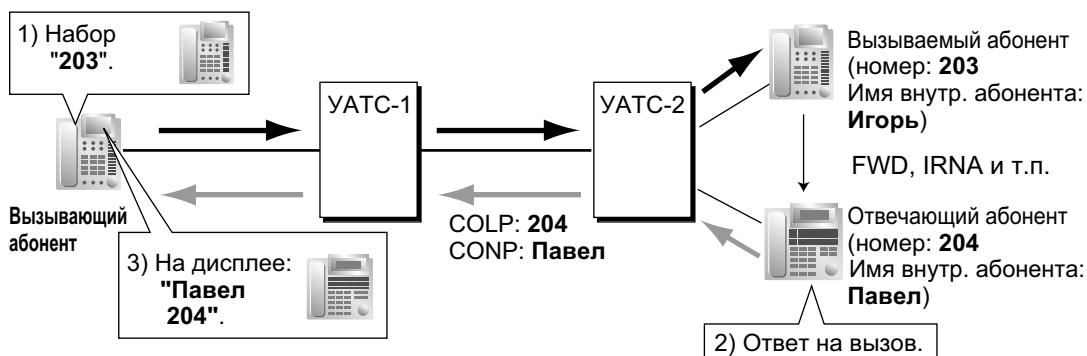 1) Набор
"203".
УАТС-1
УАТС-2
Вызываемый абонент
(номер: 203
Имя внутр. абонента:
Игорь)
FWD, IRNA и т.п.
Вызывающий
абонент
COLP: 204
CONP: Павел
Отвечающий абонент
(номер: 204
Имя внутр. абонента:
Павел)
3) На дисплее:
"Павел
204".
2) Ответ на вызов.